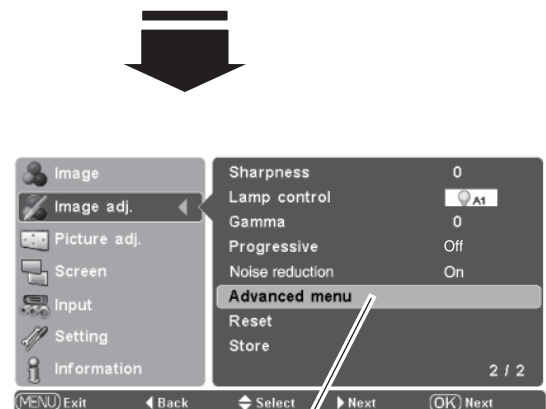 Image
Image adj.
Picture adj.
Screen
Input
Setting
Information
Sharpness 0
Lamp control A1
Gamma 0
Progressive Off
Noise reduction On
Advanced menu
Reset
Store
2 / 2
MENU Exit Back Select Next OK Next